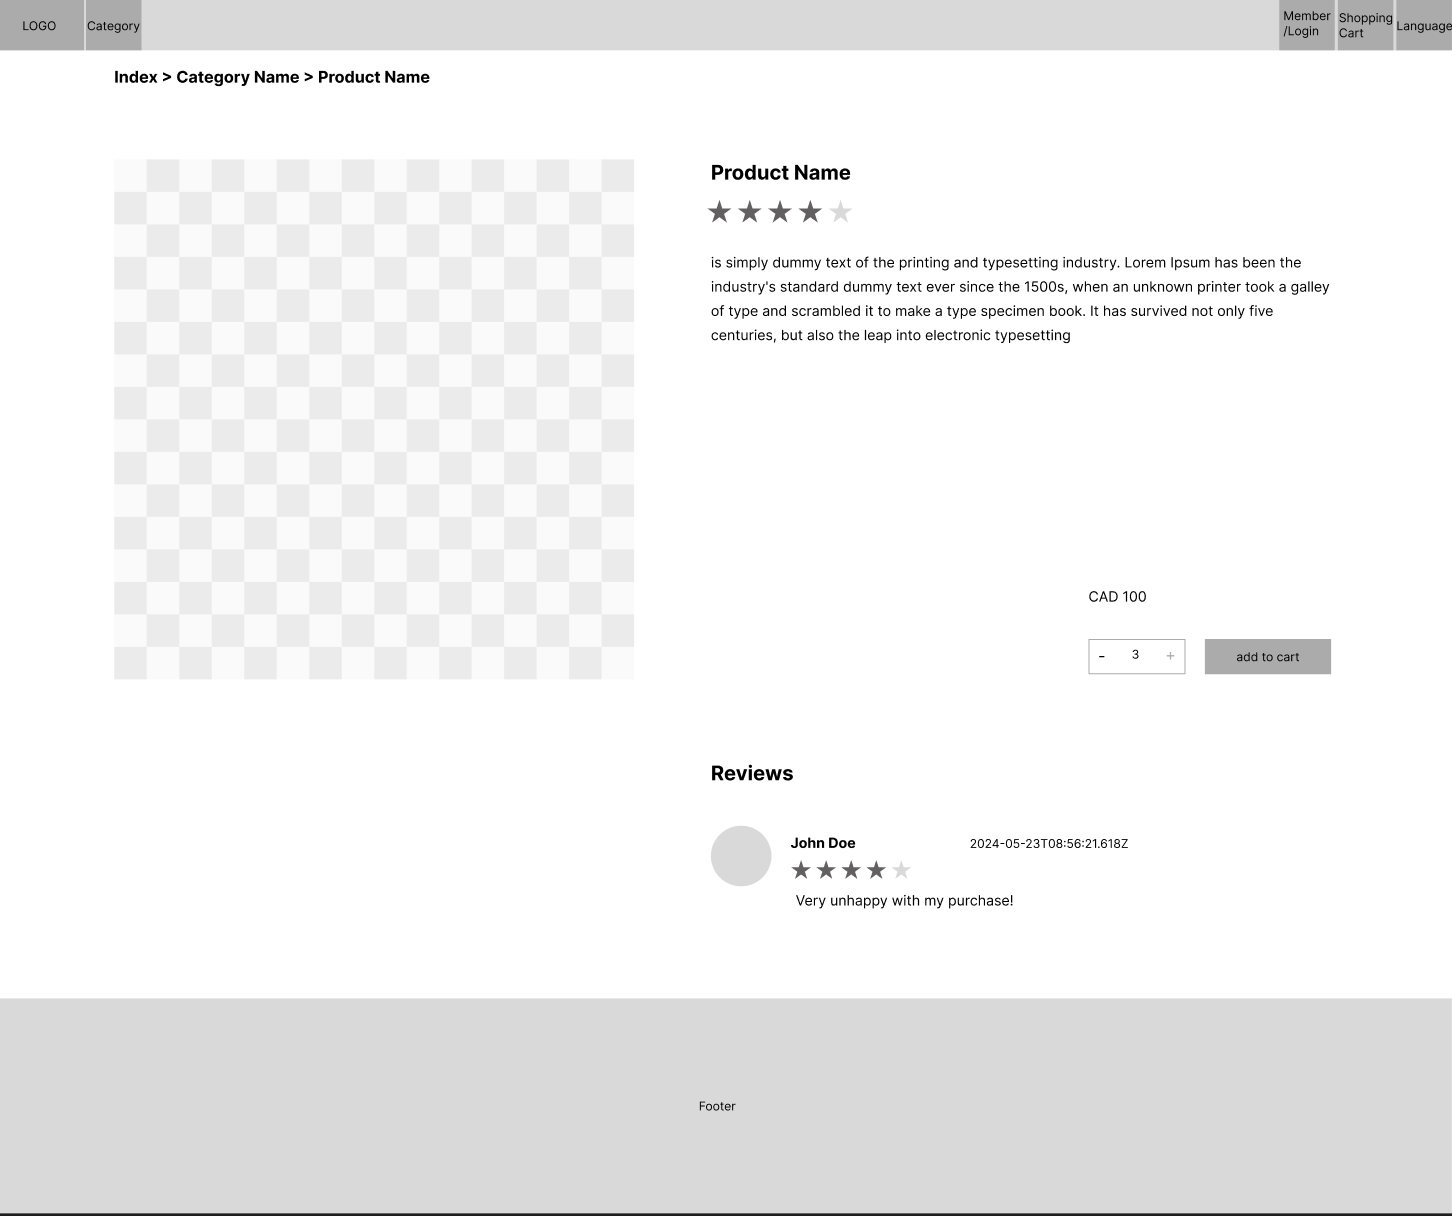 LOGO
Category
Member
/Login
Shopping
Cart
Language
Index > Category Name > Product Name
Product Name
is simply dummy text of the printing and typesetting industry. Lorem Ipsum has been the
industry's standard dummy text ever since the 1500s, when an unknown printer took a galley
of type and scrambled it to make a type specimen book. It has survived not only five
centuries, but also the leap into electronic typesetting
CAD 100
- 3 +
add to cart
Reviews
John Doe
2024-05-23T08:56:21.618Z
Very unhappy with my purchase!
Footer